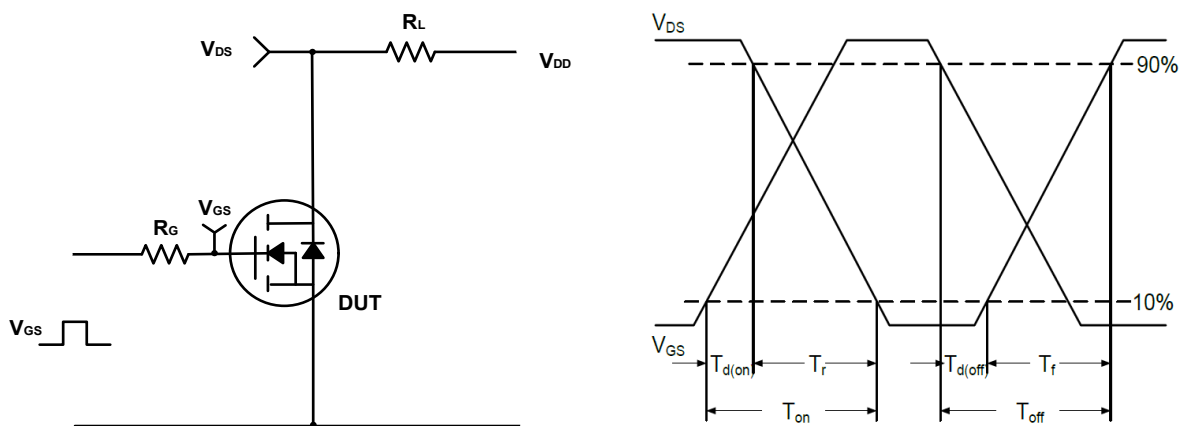 RL
VDS
VDD
VGS
RG
DUT
VGS
VDS
90%
10%
VGS
Td(on)
Tr
Td(off)
Tf
Ton
Toff